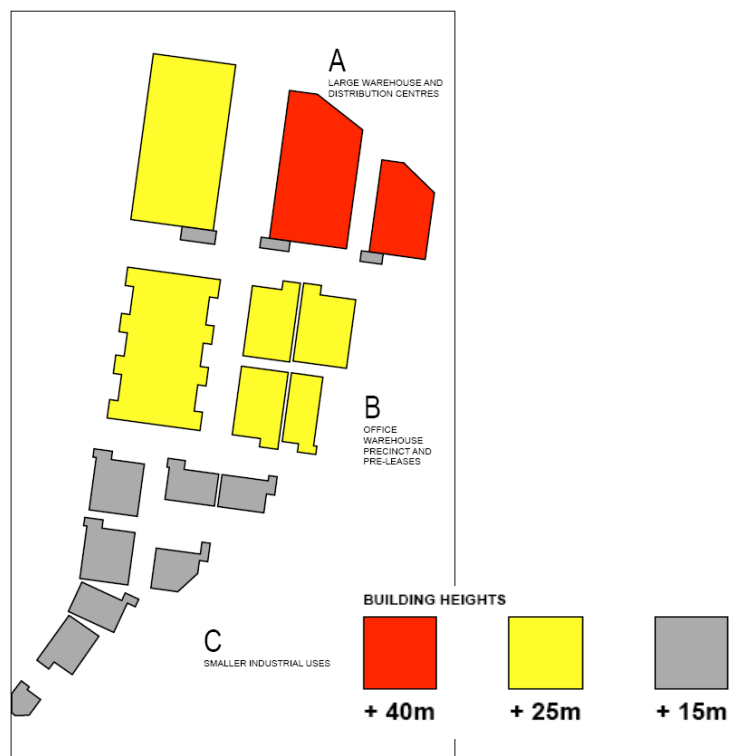 A
LARGE WAREHOUSE AND
DISTRIBUTION CENTRES
B
OFFICE
WAREHOUSE
PRECINCT AND
PRE-LEASES
C
SMALLER INDUSTRIAL USES
BUILDING HEIGHTS
+ 40m + 25m + 15m